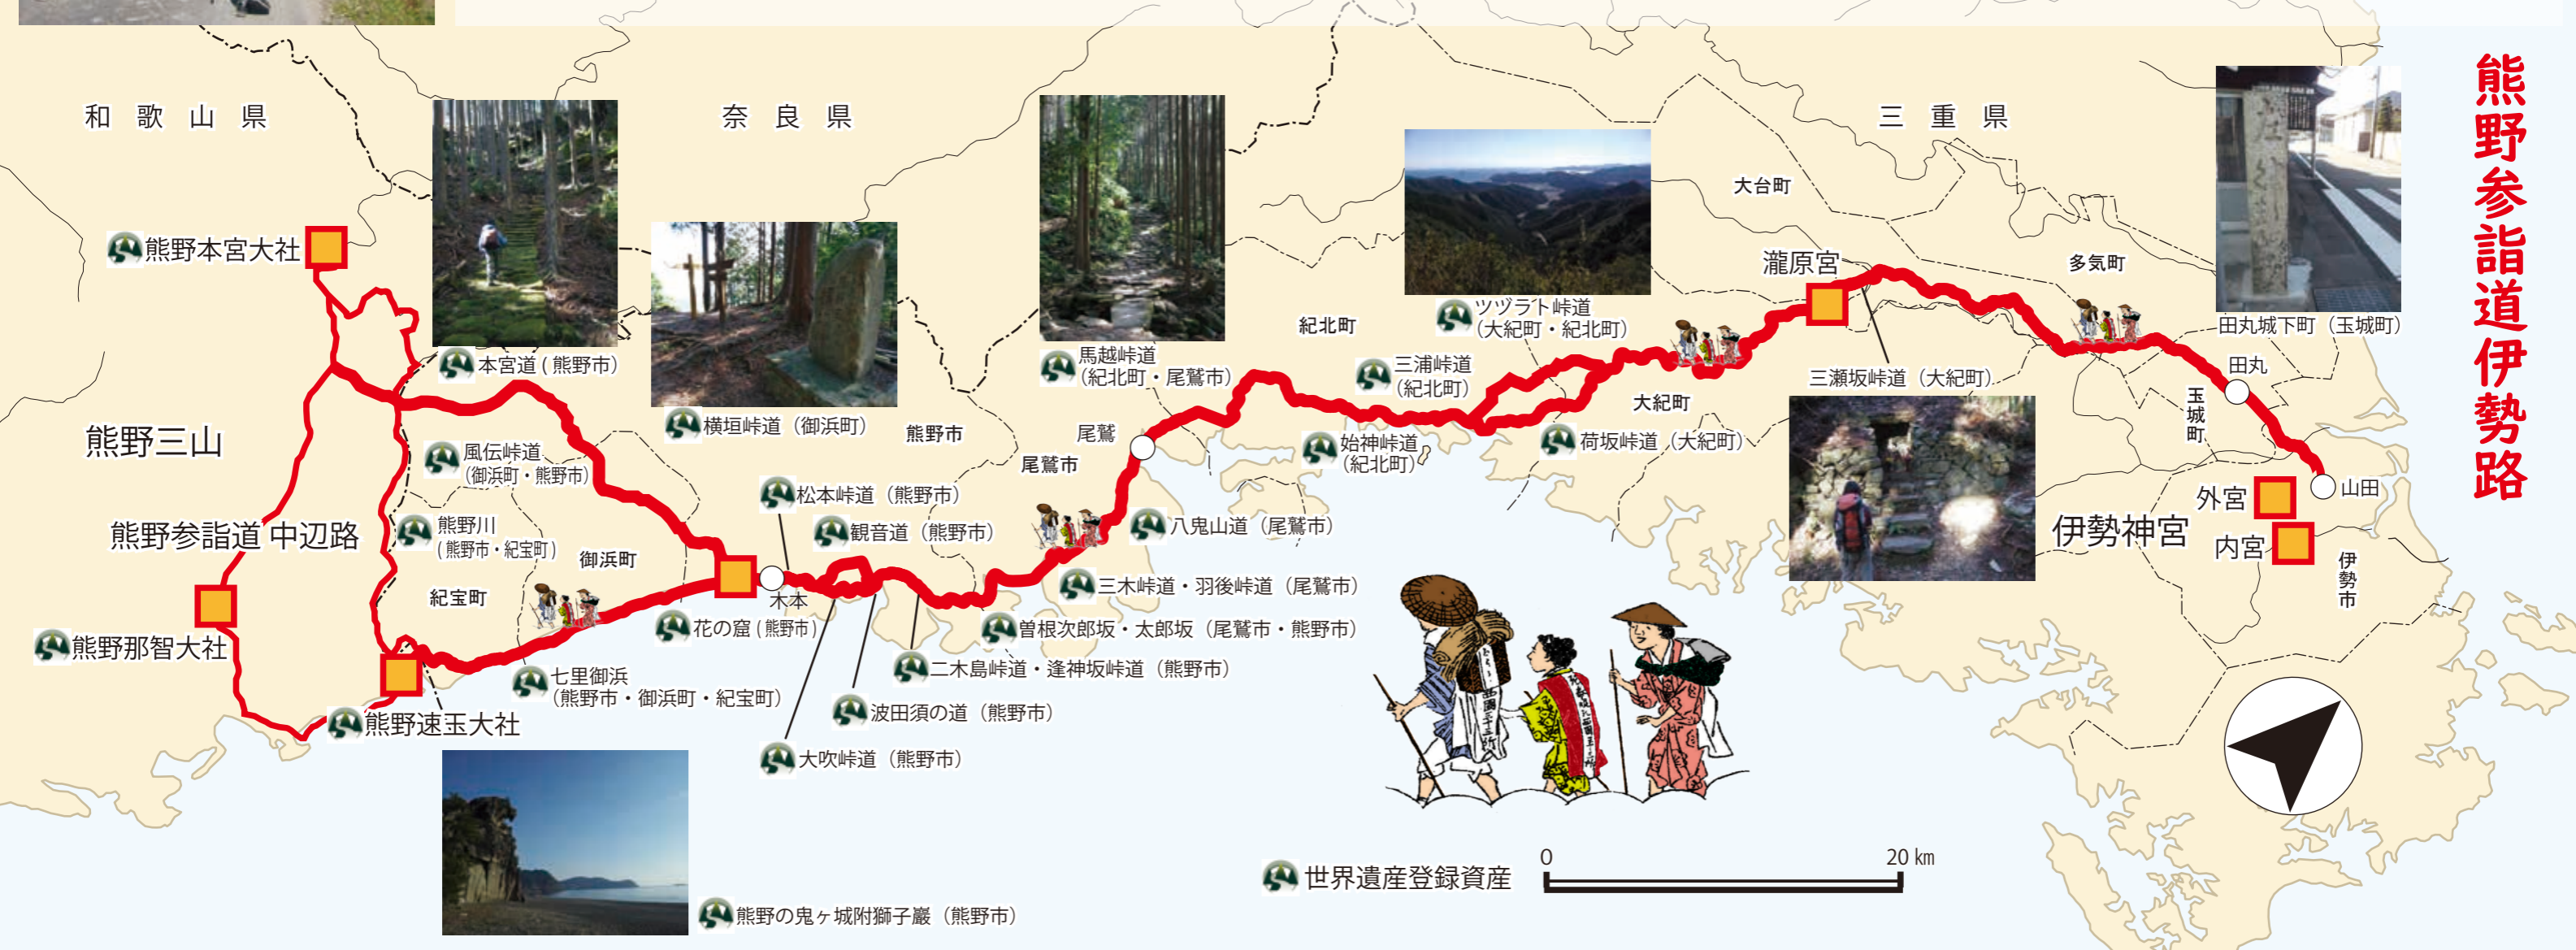 熊野参詣道伊勢路
和歌山県
奈良県
三重県
大台町
多気町
瀧原宮
熊野本宮大社
本宮道(熊野市)
横垣峠道（御浜町）
馬越峠道
（紀北町・尾鷲市）
紀北町
ツヅラト峠道
（大紀町・紀北町）
三浦峠道
（紀北町）
三瀬坂峠道（大紀町）
田丸城下町（玉城町）
田丸
玉城町
大紀町
荷坂峠道（大紀町）
始神峠道
（紀北町）
尾鷲
尾鷲市
熊野市
熊野三山
風伝峠道
（御浜町・熊野市）
松本峠道（熊野市）
観音道（熊野市）
八鬼山道（尾鷲市）
山田
外宮
伊勢神宮
内宮
伊勢市
熊野参詣道 中辺路
熊野川
(熊野市・紀宝町)
御浜町
紀宝町
木本
三木峠道・羽後峠道（尾鷲市）
花の窟(熊野市)
曽根次郎坂・太郎坂（尾鷲市・熊野市）
熊野那智大社
二木島峠道・逢神坂峠道（熊野市）
七里御浜
（熊野市・御浜町・紀宝町）
波田須の道（熊野市）
熊野速玉大社
大吹峠道（熊野市）
熊野の鬼ヶ城附獅子巖（熊野市）
世界遺産登録資産
0
20 km